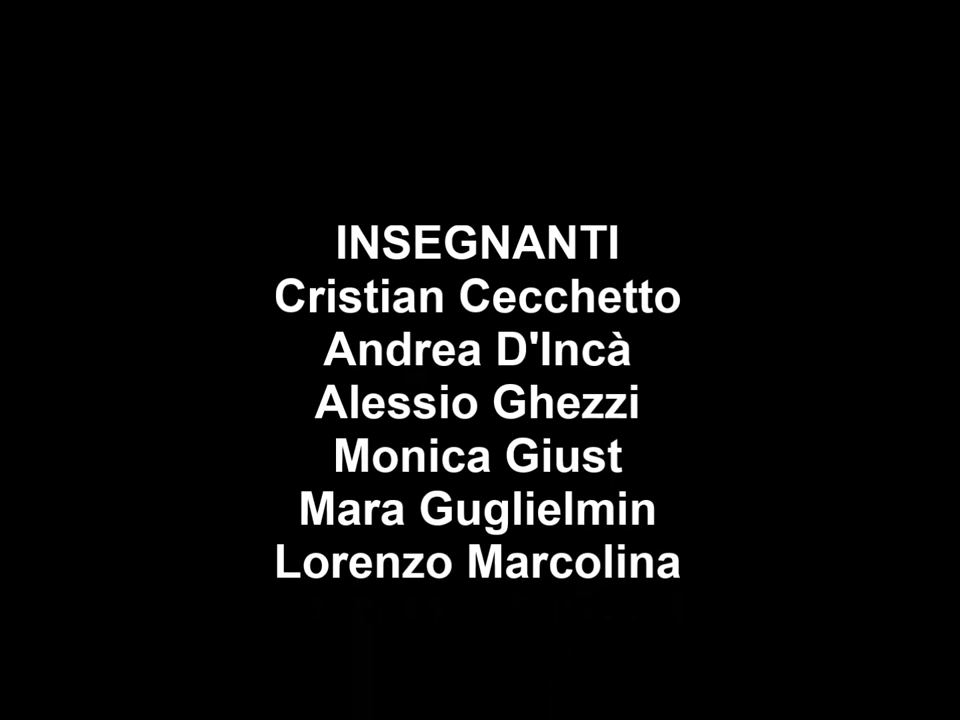 INSEGNANTI
Cristian Cecchetto
Andrea D'Incà
Alessio Ghezzi
Monica Giust
Mara Guglielmin
Lorenzo Marcolina